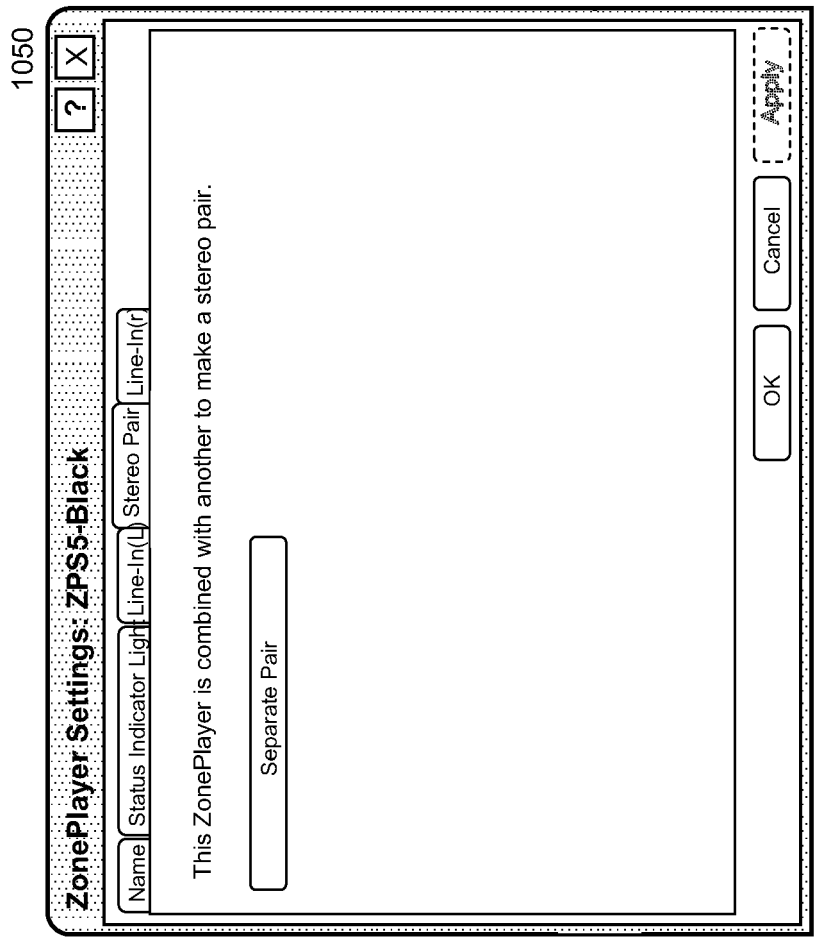 1050
ZonePlayer Settings: ZPS5-Black ? X
Name Status Indicator Light Line-In(L) Stereo Pair Line-In(r)
This ZonePlayer is combined with another to make a stereo pair.
Separate Pair
OK Cancel Apply